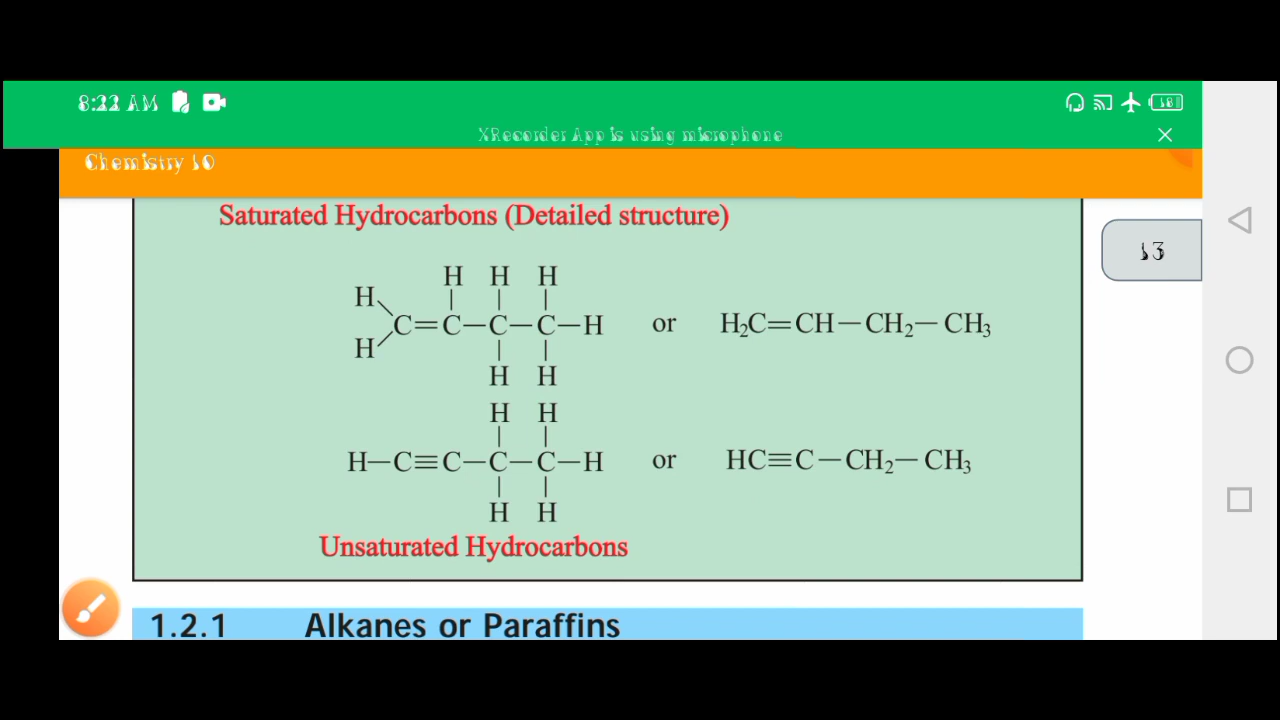 8:22 AM
18
XRecorder App is using microphone
Chemistry 10
13
Saturated Hydrocarbons (Detailed structure)
H H H
H
C=C—C—C—H or H₂C=CH—CH₂—CH₃
H
H H
H H
H—C≡C—C—C—H or HC≡C—CH₂—CH₃
H H
Unsaturated Hydrocarbons
1.2.1 Alkanes or Paraffins